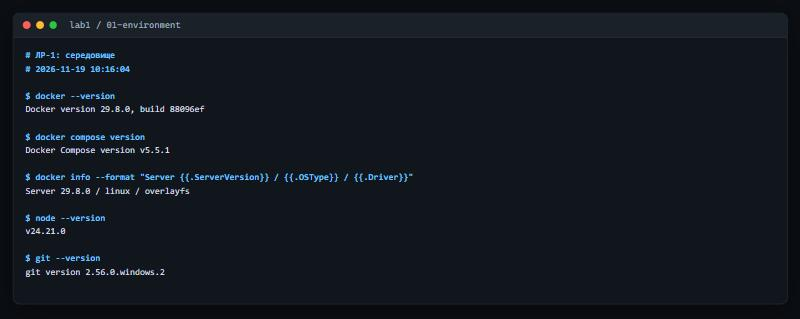 lab1 / 01-environment
# ЛР-1: середовище
# 2026-11-19 10:16:04
$ docker --version
Docker version 29.8.0, build 88096ef
$ docker compose version
Docker Compose version v5.5.1
$ docker info --format "Server {{.ServerVersion}} / {{.OSType}} / {{.Driver}}"
Server 29.8.0 / linux / overlayfs
$ node --version
v24.21.0
$ git --version
git version 2.56.0.windows.2